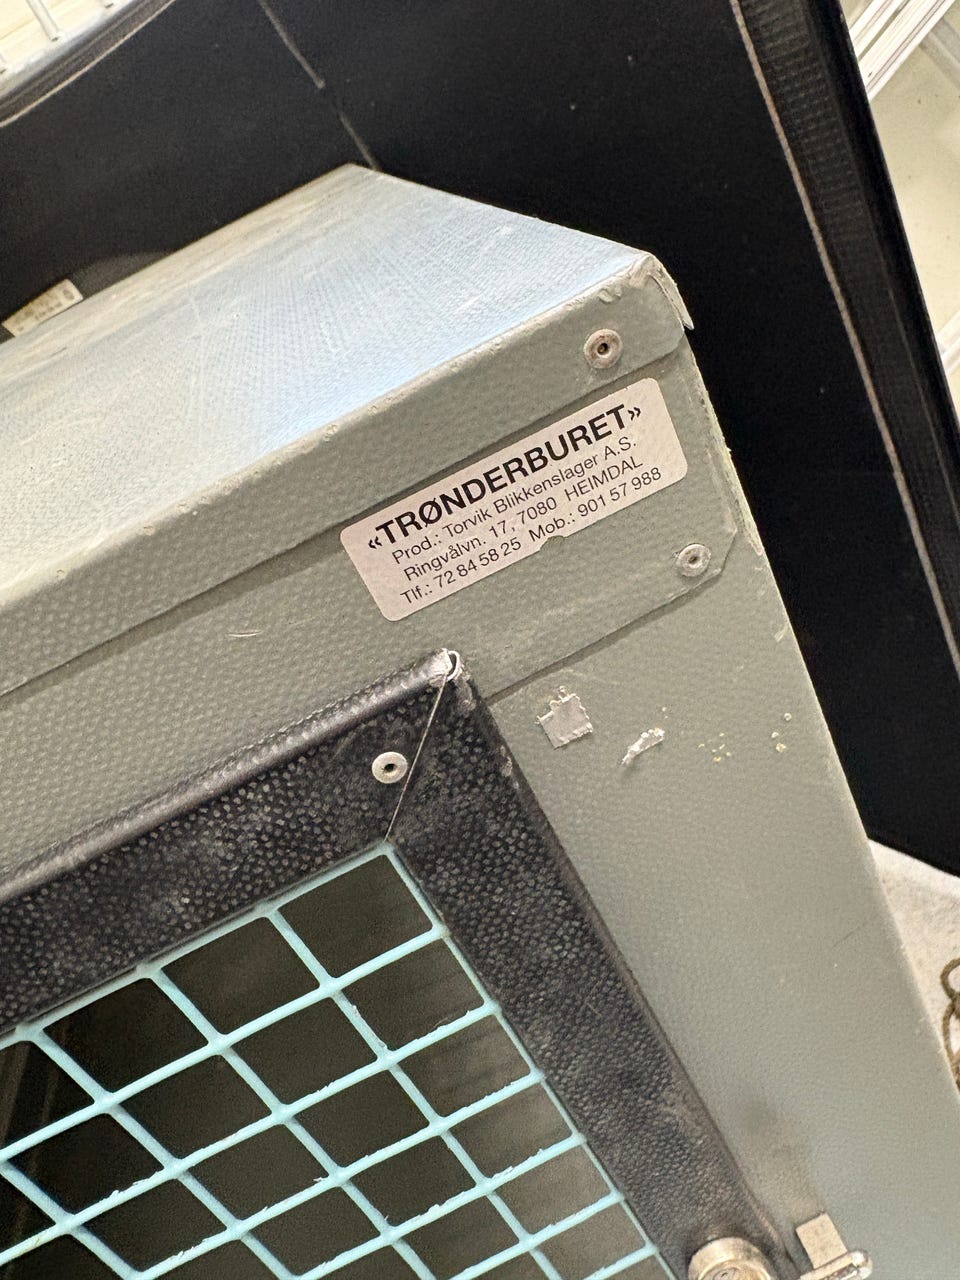 «TRØNDERBURET»
Prod.: Torvik Blikkenslager A.S.
Ringvålvn. 17, 7080 HEIMDAL
Tlf.: 72 84 58 25 Mob.: 901 57 988